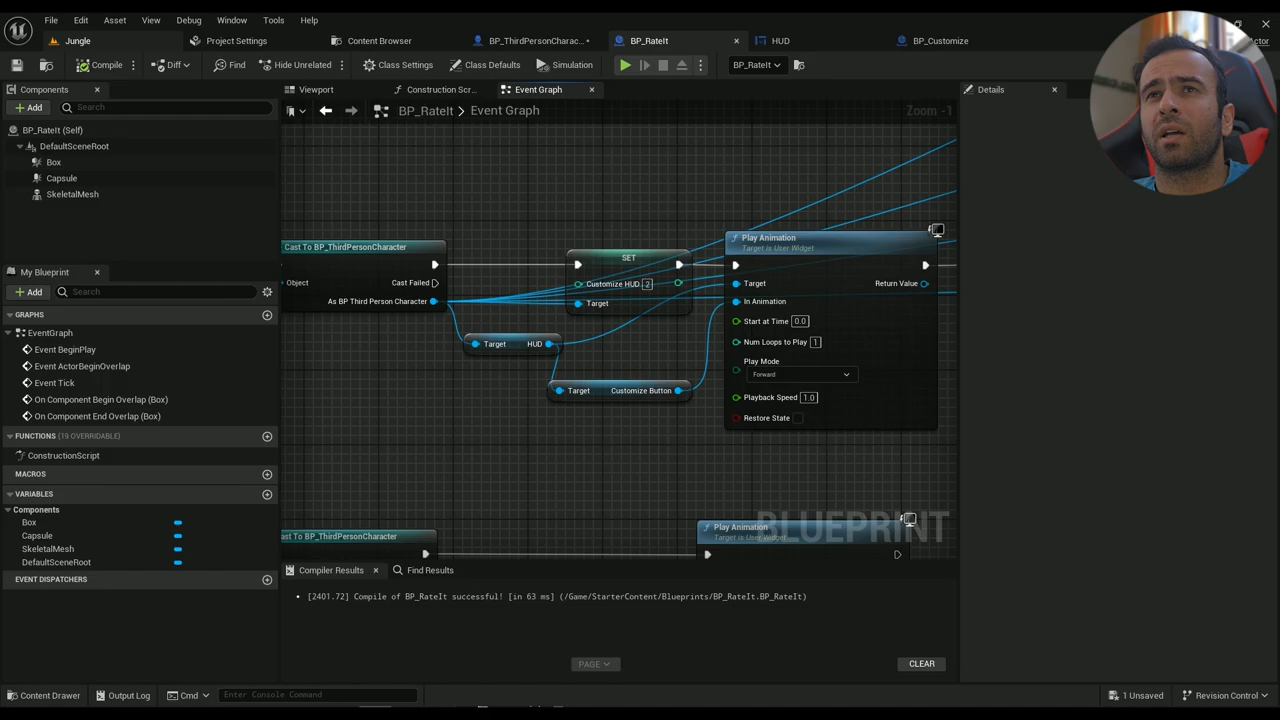 File Edit Asset View Debug Window Tools Help
Jungle Project Settings Content Browser BP_ThirdPersonCharac...• BP_RateIt HUD BP_Customize Actor
Compile Diff Find Hide Unrelated Class Settings Class Defaults Simulation BP_RateIt
Components Viewport Construction Scr... Event Graph Details
Add Search
BP_RateIt > Event Graph Zoom -1
BP_RateIt (Self)
DefaultSceneRoot
Box
Capsule
SkeletalMesh
My Blueprint
Add Search
GRAPHS
EventGraph
Event BeginPlay
Event ActorBeginOverlap
Event Tick
On Component Begin Overlap (Box)
On Component End Overlap (Box)
FUNCTIONS (19 OVERRIDABLE)
ConstructionScript
MACROS
VARIABLES
Components
Box
Capsule
SkeletalMesh
DefaultSceneRoot
EVENT DISPATCHERS
Cast To BP_ThirdPersonCharacter
Object Cast Failed
As BP Third Person Character
SET
Customize HUD 2
Target
Target HUD
Target Customize Button
Play Animation
Target is User Widget
Target Return Value
In Animation
Start at Time 0.0
Num Loops to Play 1
Play Mode
Forward
Playback Speed 1.0
Restore State
Cast To BP_ThirdPersonCharacter
Play Animation
Target is User Widget
BLUEPRINT
Compiler Results Find Results
[2401.72] Compile of BP_RateIt successful! [in 63 ms] (/Game/StarterContent/Blueprints/BP_RateIt.BP_RateIt)
PAGE CLEAR
Content Drawer Output Log Cmd Enter Console Command 1 Unsaved Revision Control